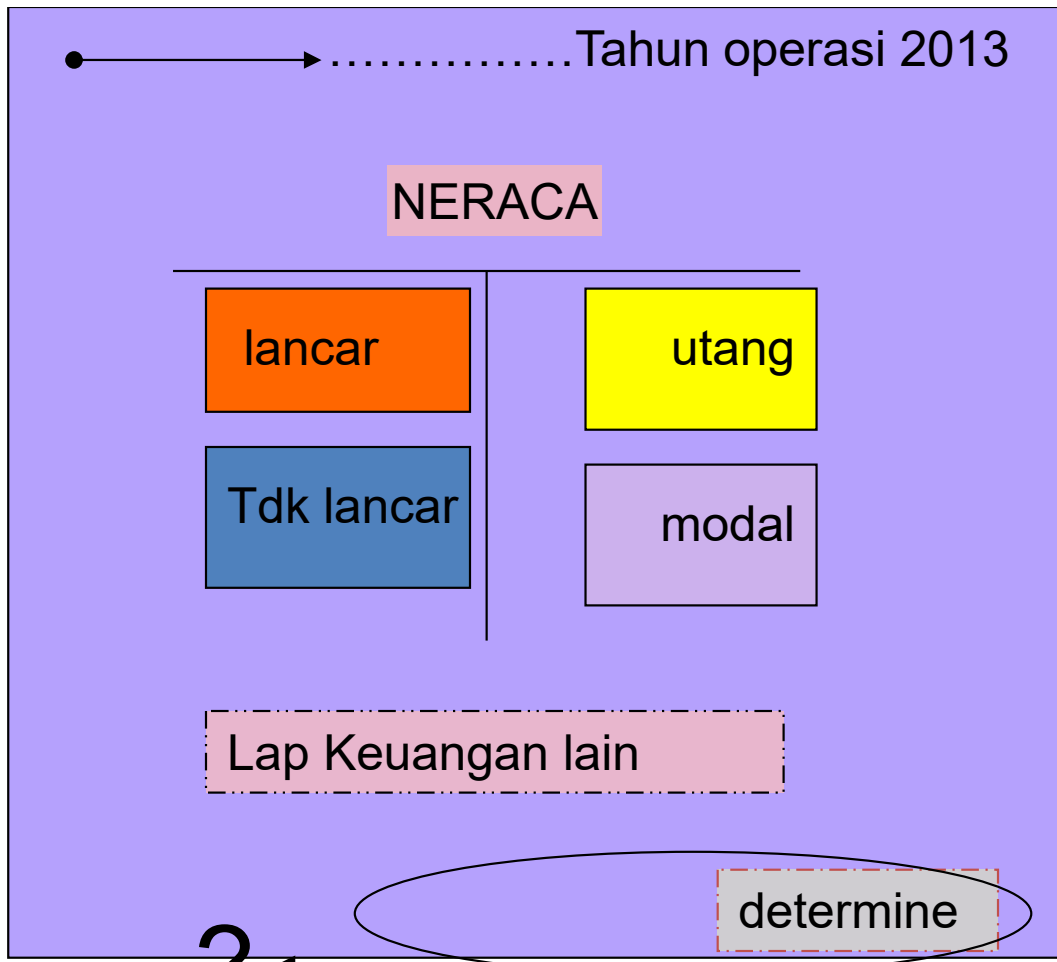 ……………Tahun operasi 2013
NERACA
lancar
utang
Tdk lancar
modal
Lap Keuangan lain
determine
?